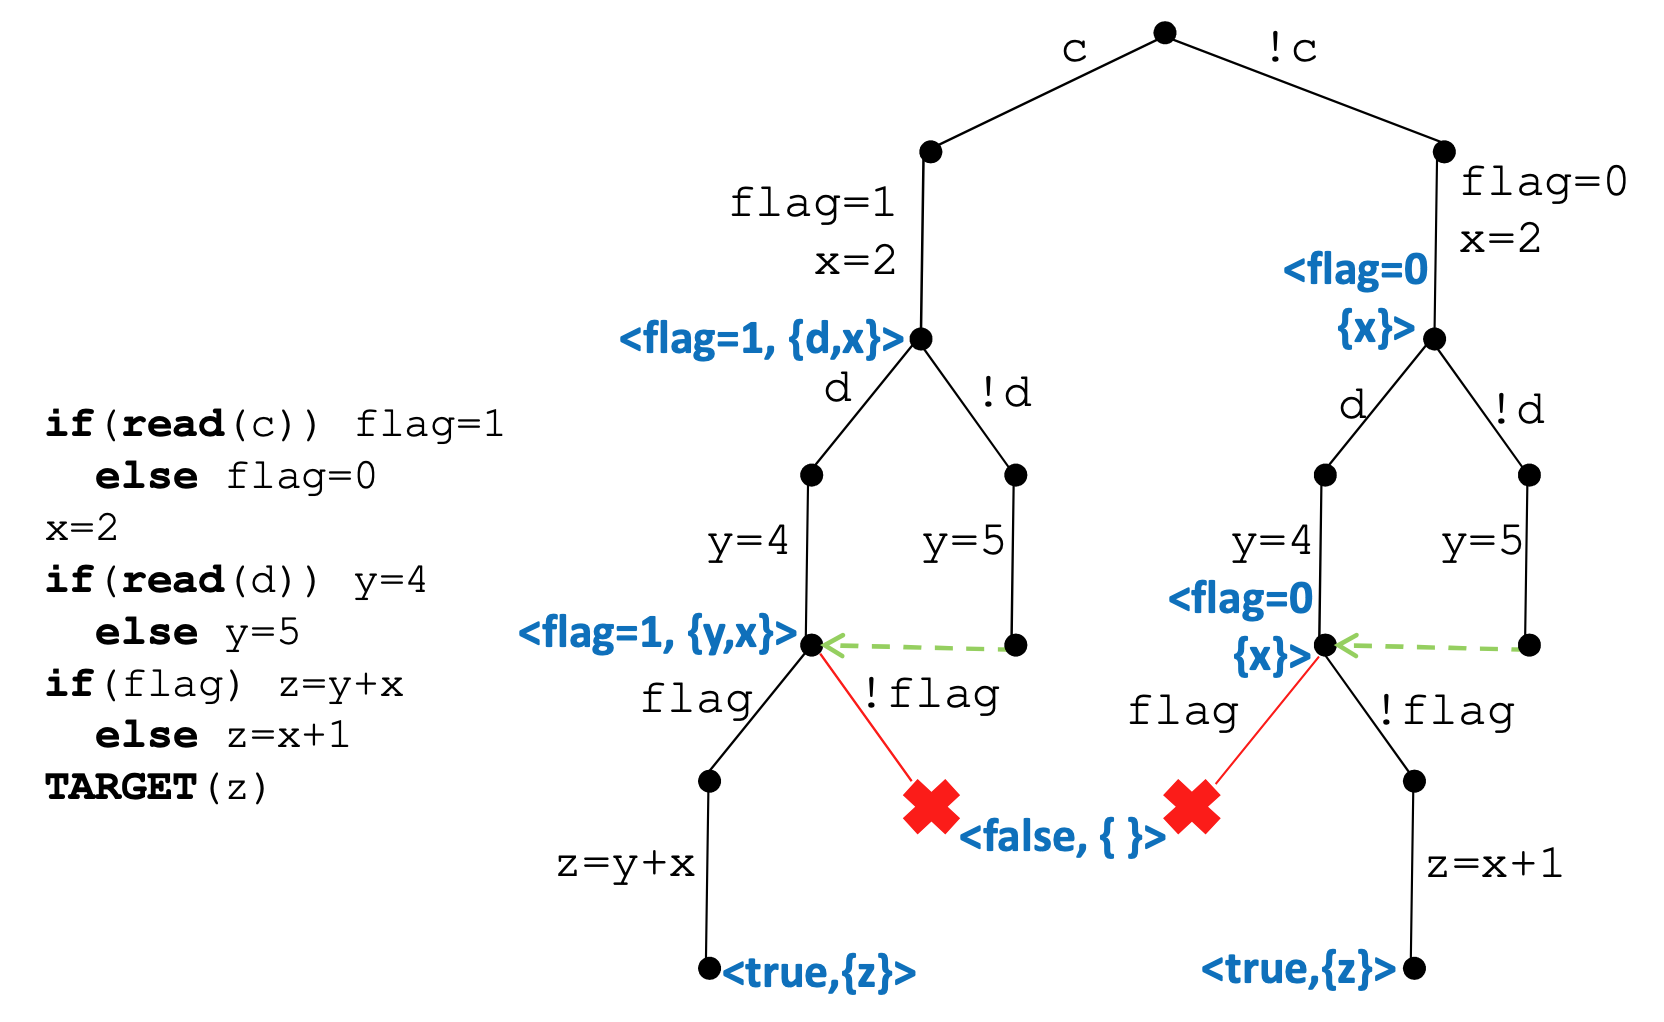 if(read(c)) flag=1
else flag=0
x=2
if(read(d)) y=4
else y=5
if(flag) z=y+x
else z=x+1
TARGET(z)
c
!c
flag=1
x=2
flag=0
x=2
<flag=0
{x}>
<flag=1, {d,x}>
d
!d
d
!d
y=4
y=5
y=4
y=5
<flag=1, {y,x}>
<flag=0
{x}>
flag
!flag
flag
!flag
<false, { }>
z=y+x
z=x+1
<true,{z}>
<true,{z}>